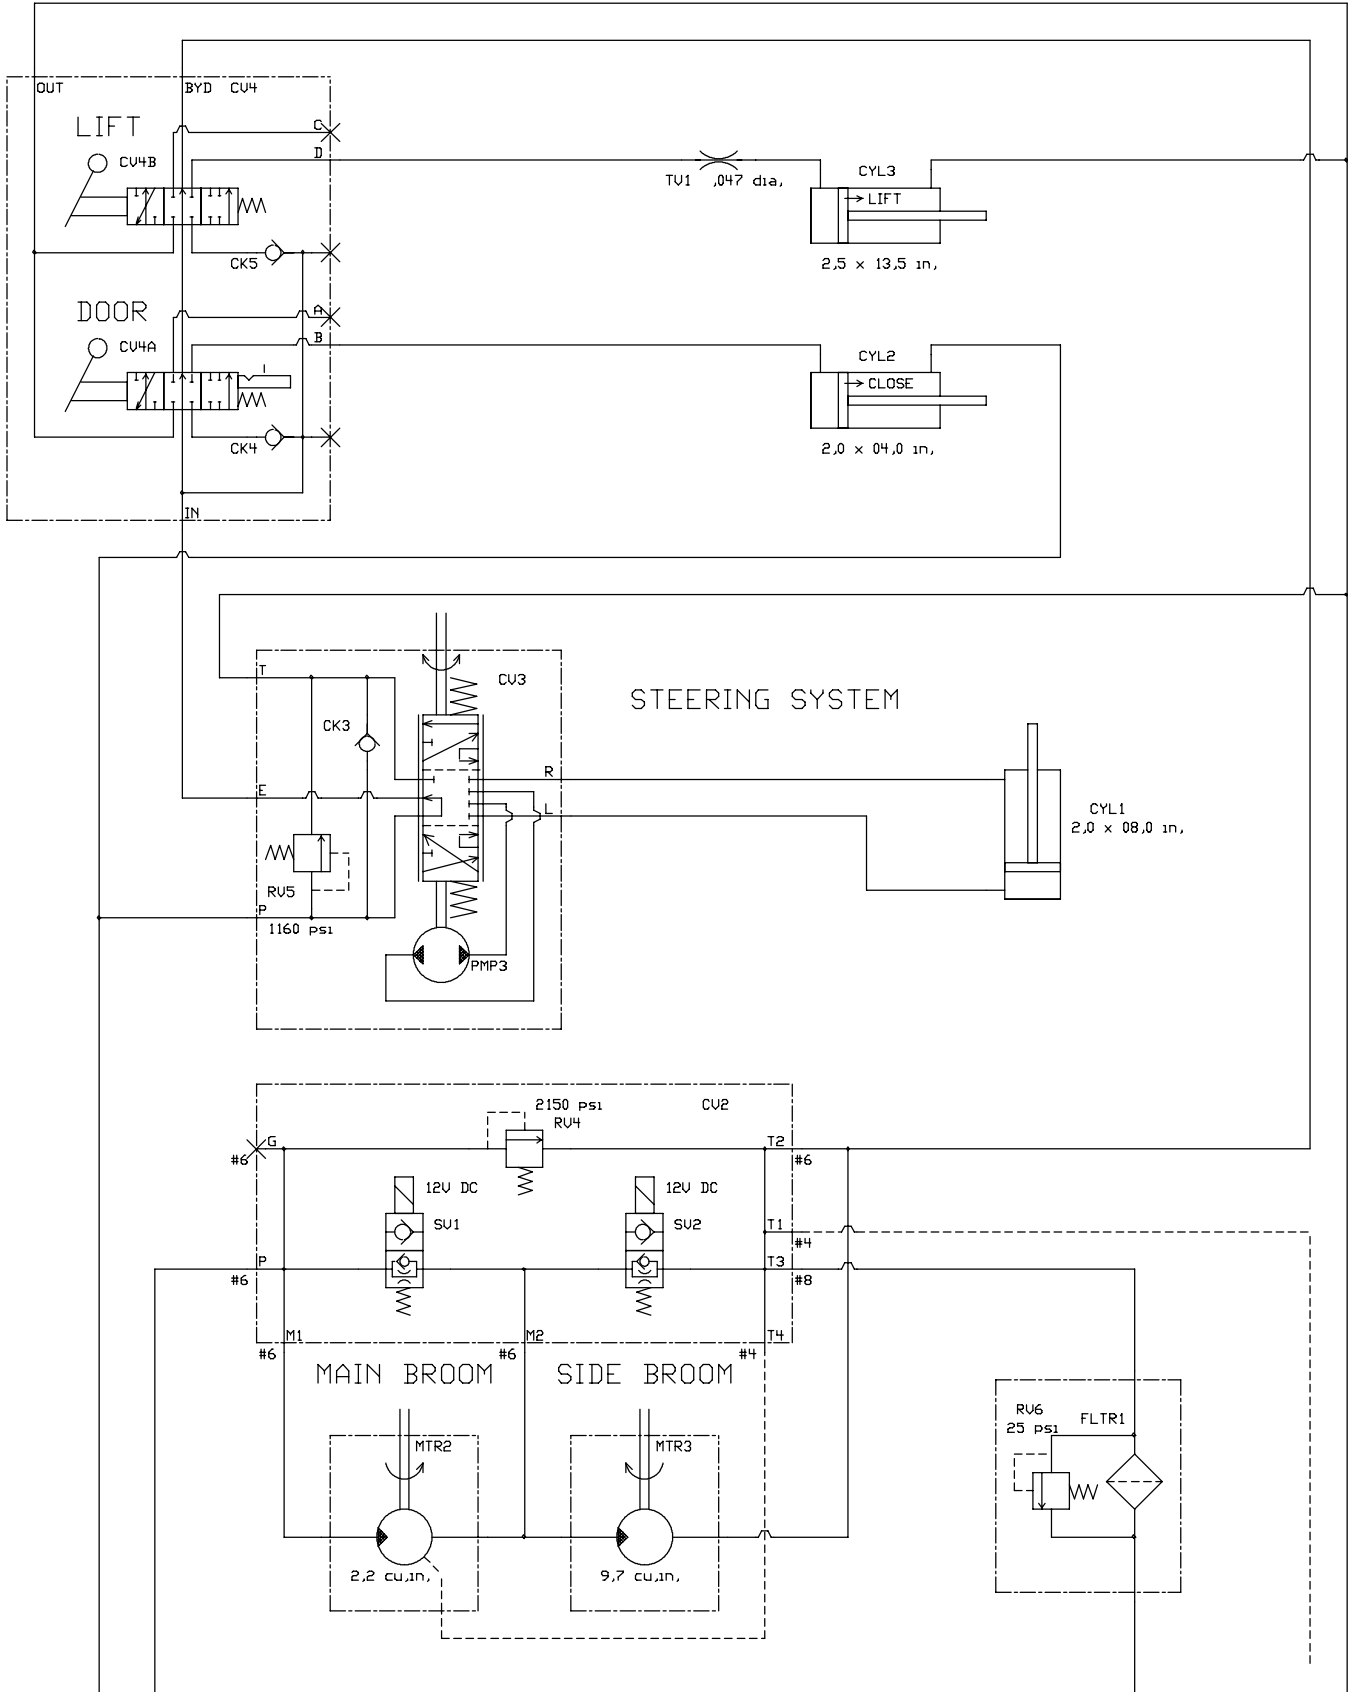 OUT
BYD CV4
LIFT
C
CV4B
D
TV1 ,047 dia,
CYL3
LIFT
CK5
2,5 x 13,5 in,
DOOR
A
CV4A
B
CYL2
CLOSE
CK4
2,0 x 04,0 in,
IN
T
CV3
STEERING SYSTEM
CK3
R
E
L
CYL1
2,0 x 08,0 in,
RV5
P
1160 psi
PMP3
2150 psi
CV2
RV4
G
T2
#6
#6
12V DC
12V DC
SV1
SV2
T1
#4
P
T3
#6
#8
M1
M2
T4
#6
#6
#4
MAIN BROOM
SIDE BROOM
RV6
25 psi
FLTR1
MTR2
MTR3
2,2 cu,in,
9,7 cu,in,